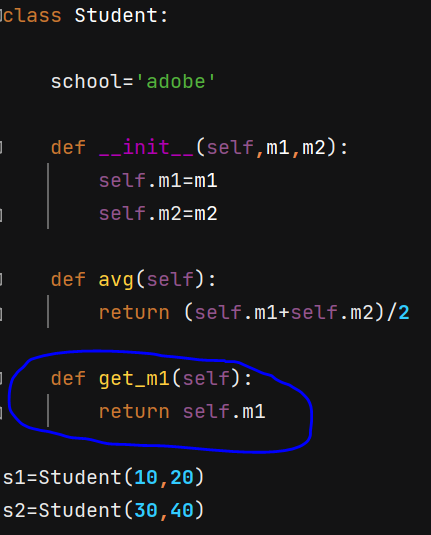 class Student:
school='adobe'
def __init__(self,m1,m2):
self.m1=m1
self.m2=m2
def avg(self):
return (self.m1+self.m2)/2
def get_m1(self):
return self.m1
s1=Student(10,20)
s2=Student(30,40)